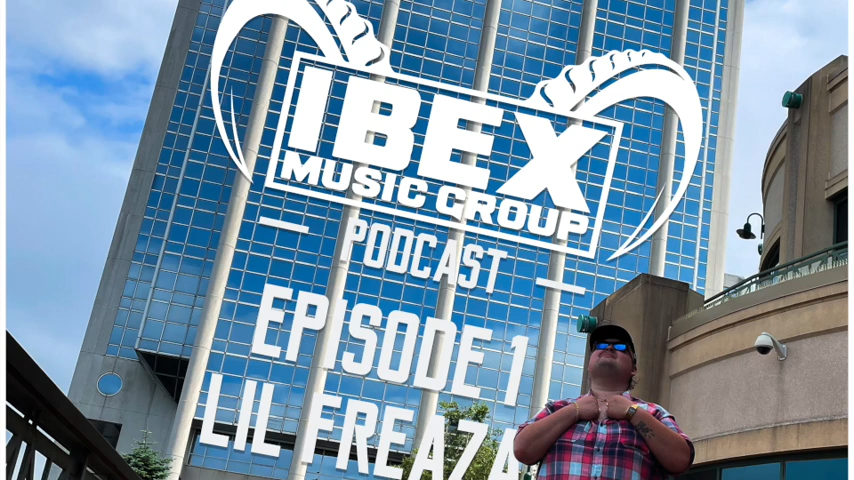 IBEX
MUSIC GROUP
PODCAST
EPISODE 1
LIL FREAZA